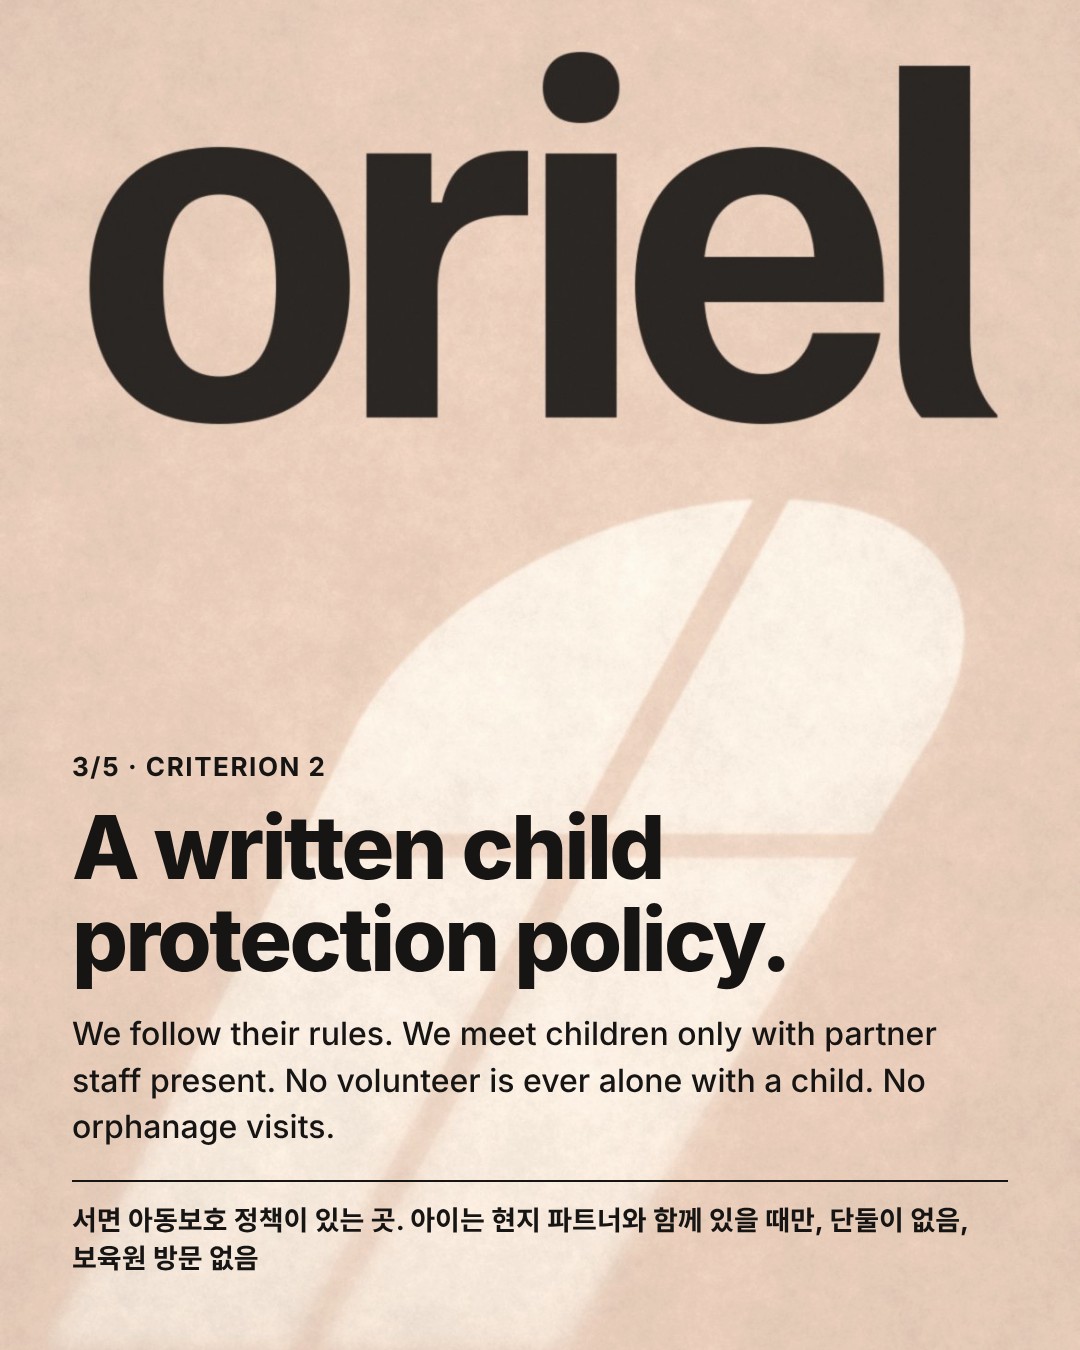 oriel
3/5 · CRITERION 2
A written child
protection policy.
We follow their rules. We meet children only with partner
staff present. No volunteer is ever alone with a child. No
orphanage visits.
서면 아동보호 정책이 있는 곳. 아이는 현지 파트너와 함께 있을 때만, 단둘이 없음,
보육원 방문 없음